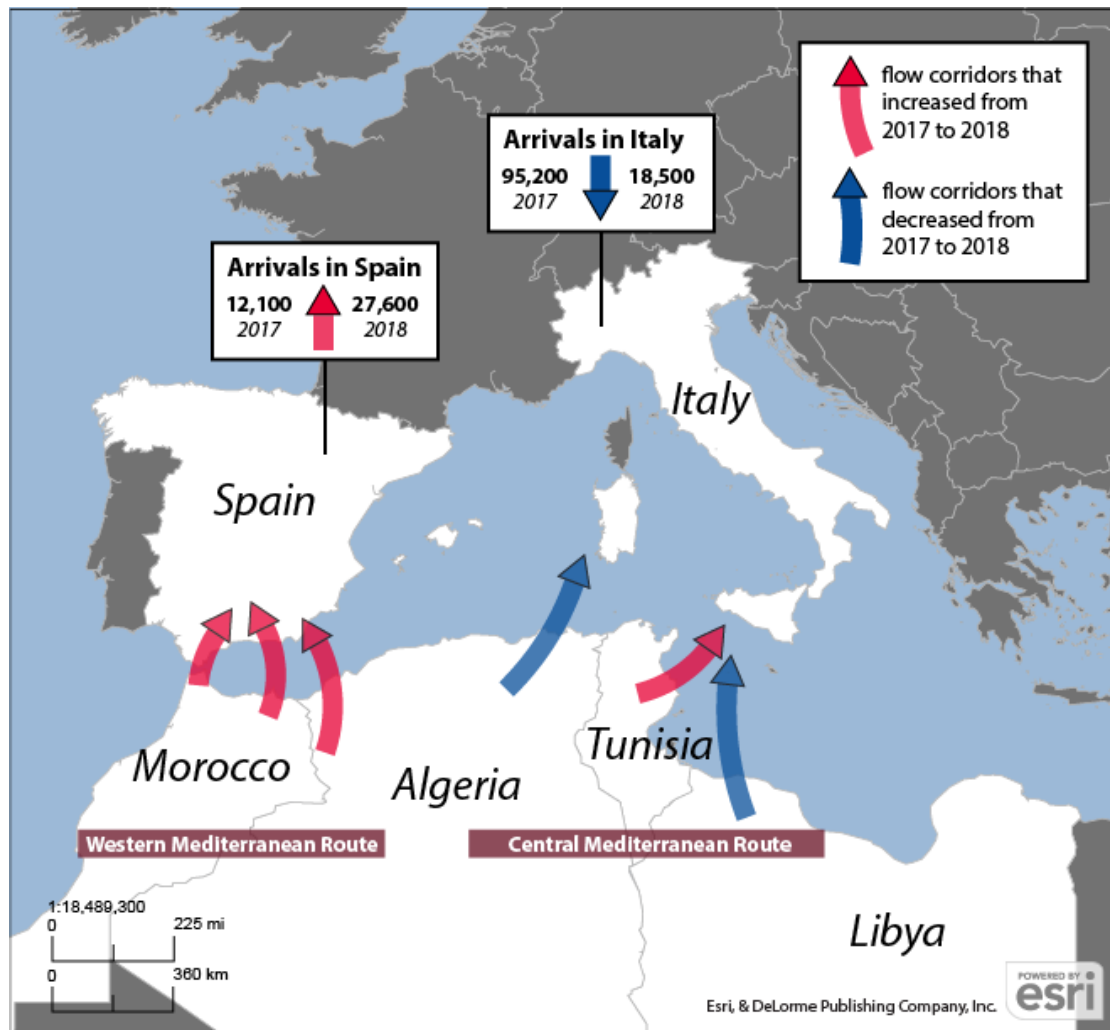 flow corridors that
increased from
2017 to 2018
flow corridors that
decreased from
2017 to 2018
Arrivals in Italy
95,200 18,500
2017 2018
Arrivals in Spain
12,100 27,600
2017 2018
Italy
Spain
Morocco
Algeria
Tunisia
Western Mediterranean Route
Central Mediterranean Route
Libya
1:18,489,300
0 225 mi
0 360 km
Esri, & DeLorme Publishing Company, Inc.
POWERED BY
esri